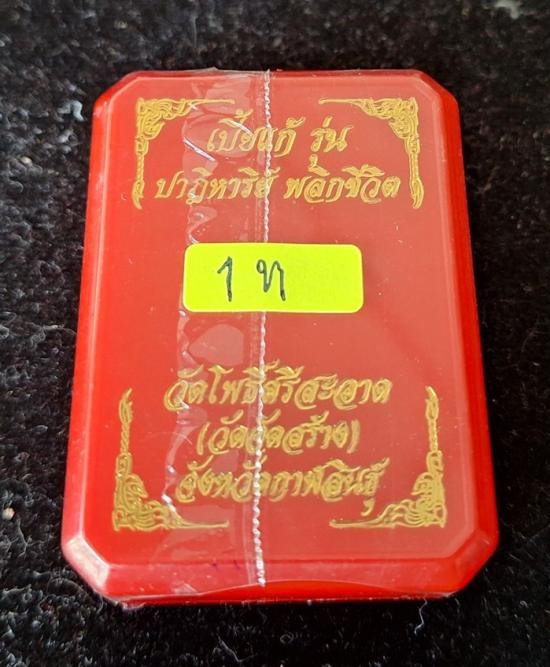 เบี้ยแก้ รุ่น
ปาฏิหาริย์ พลิกชีวิต
1 ท
วัดโพธิ์ศรีสะอาด
(วัดจัดสร้าง)
จังหวัดกาฬสินธุ์